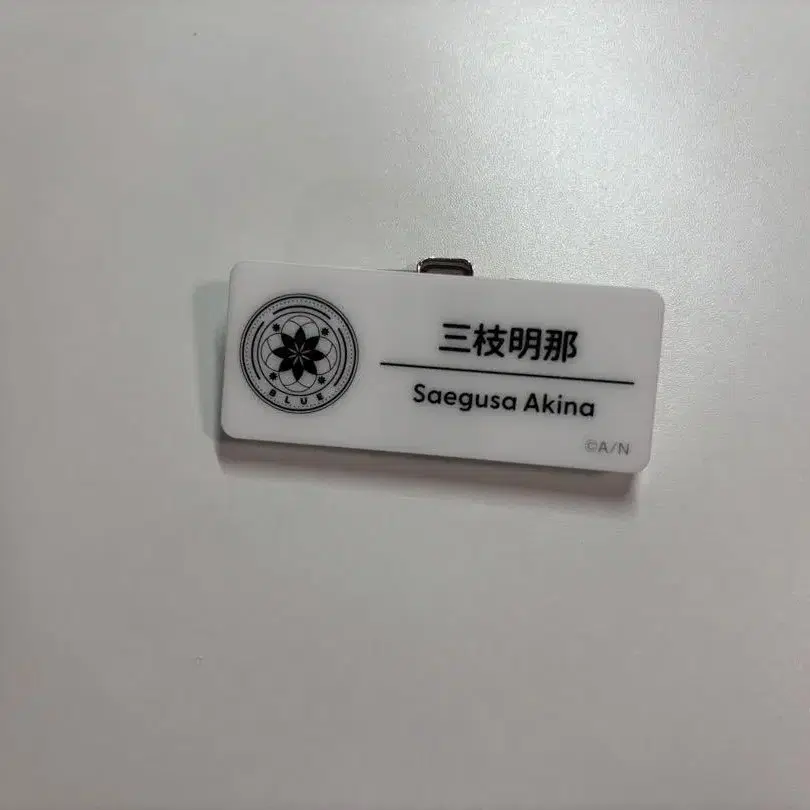 BLUE
三枝明那
Saegusa Akina
©A/N